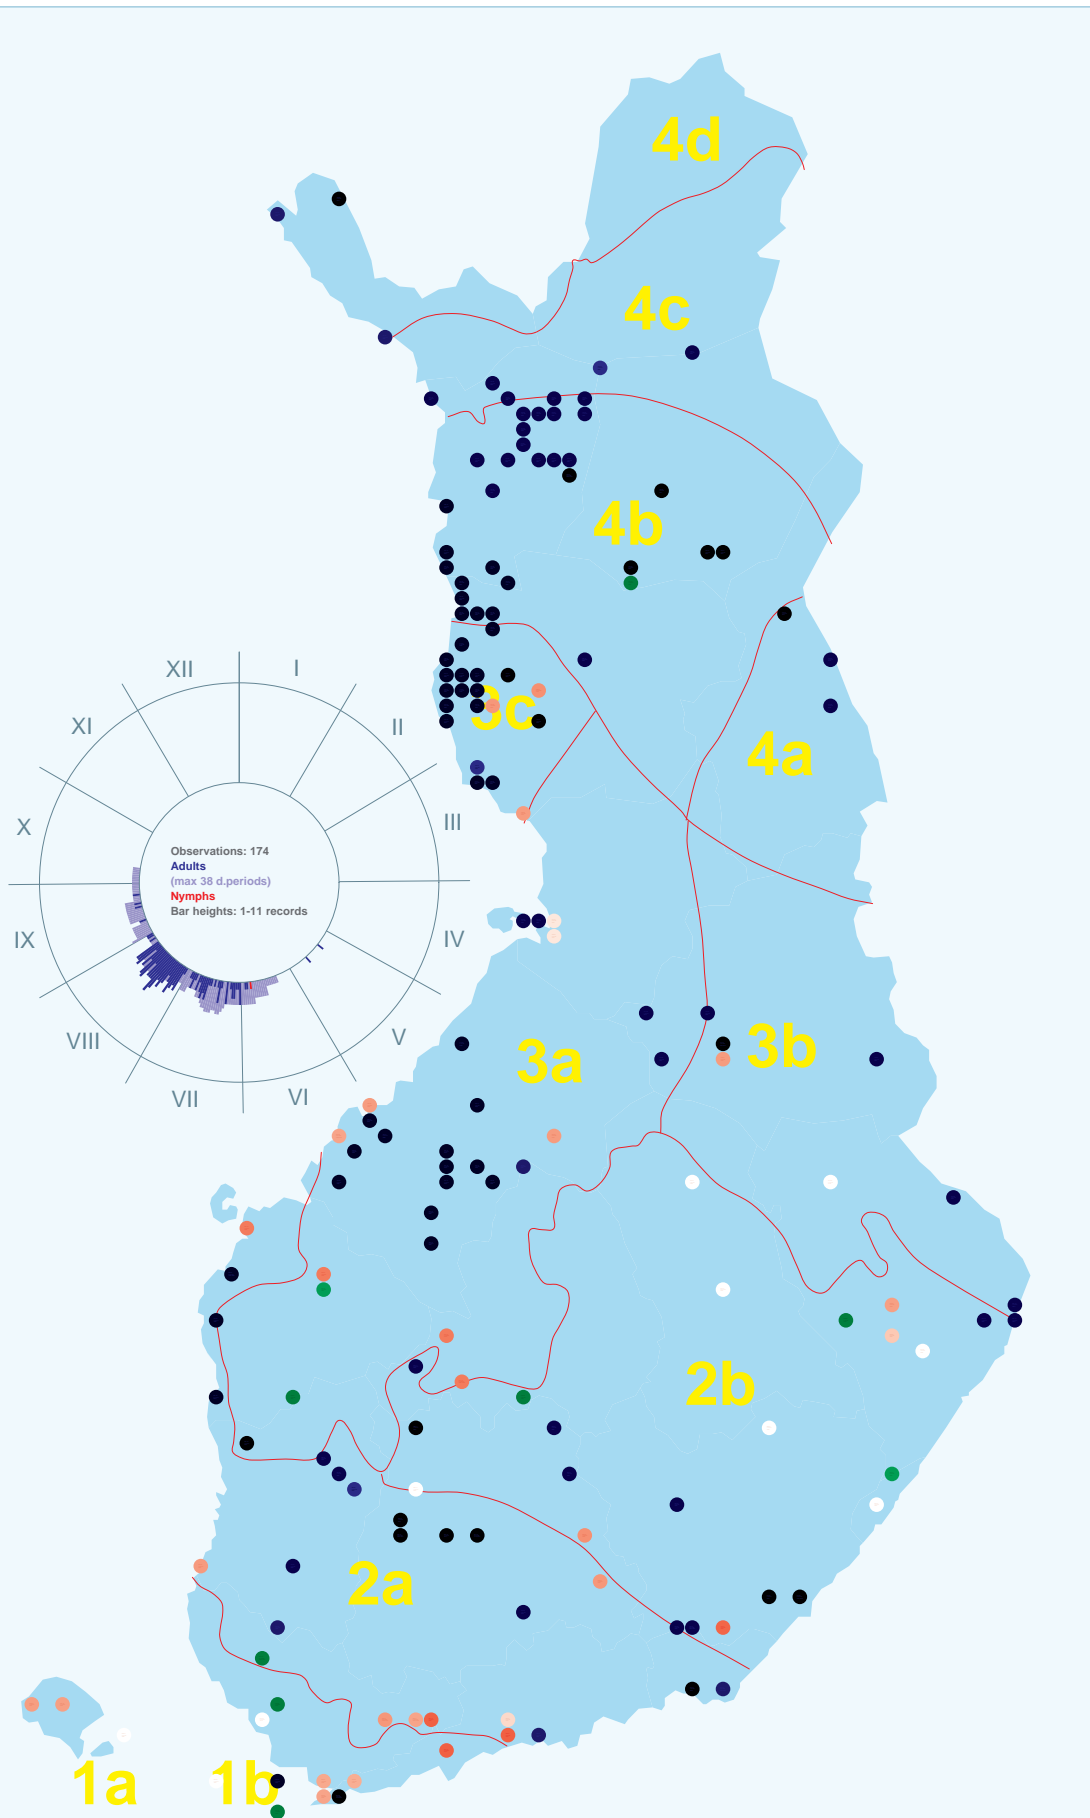 4d
4c
4b
XII
I
XI
II
3c
4a
X
III
Observations: 174
Adults
(max 38 d.periods)
Nymphs
Bar heights: 1-11 records
IX
IV
VIII
V
3a
3b
VII
VI
2b
2a
1a
1b